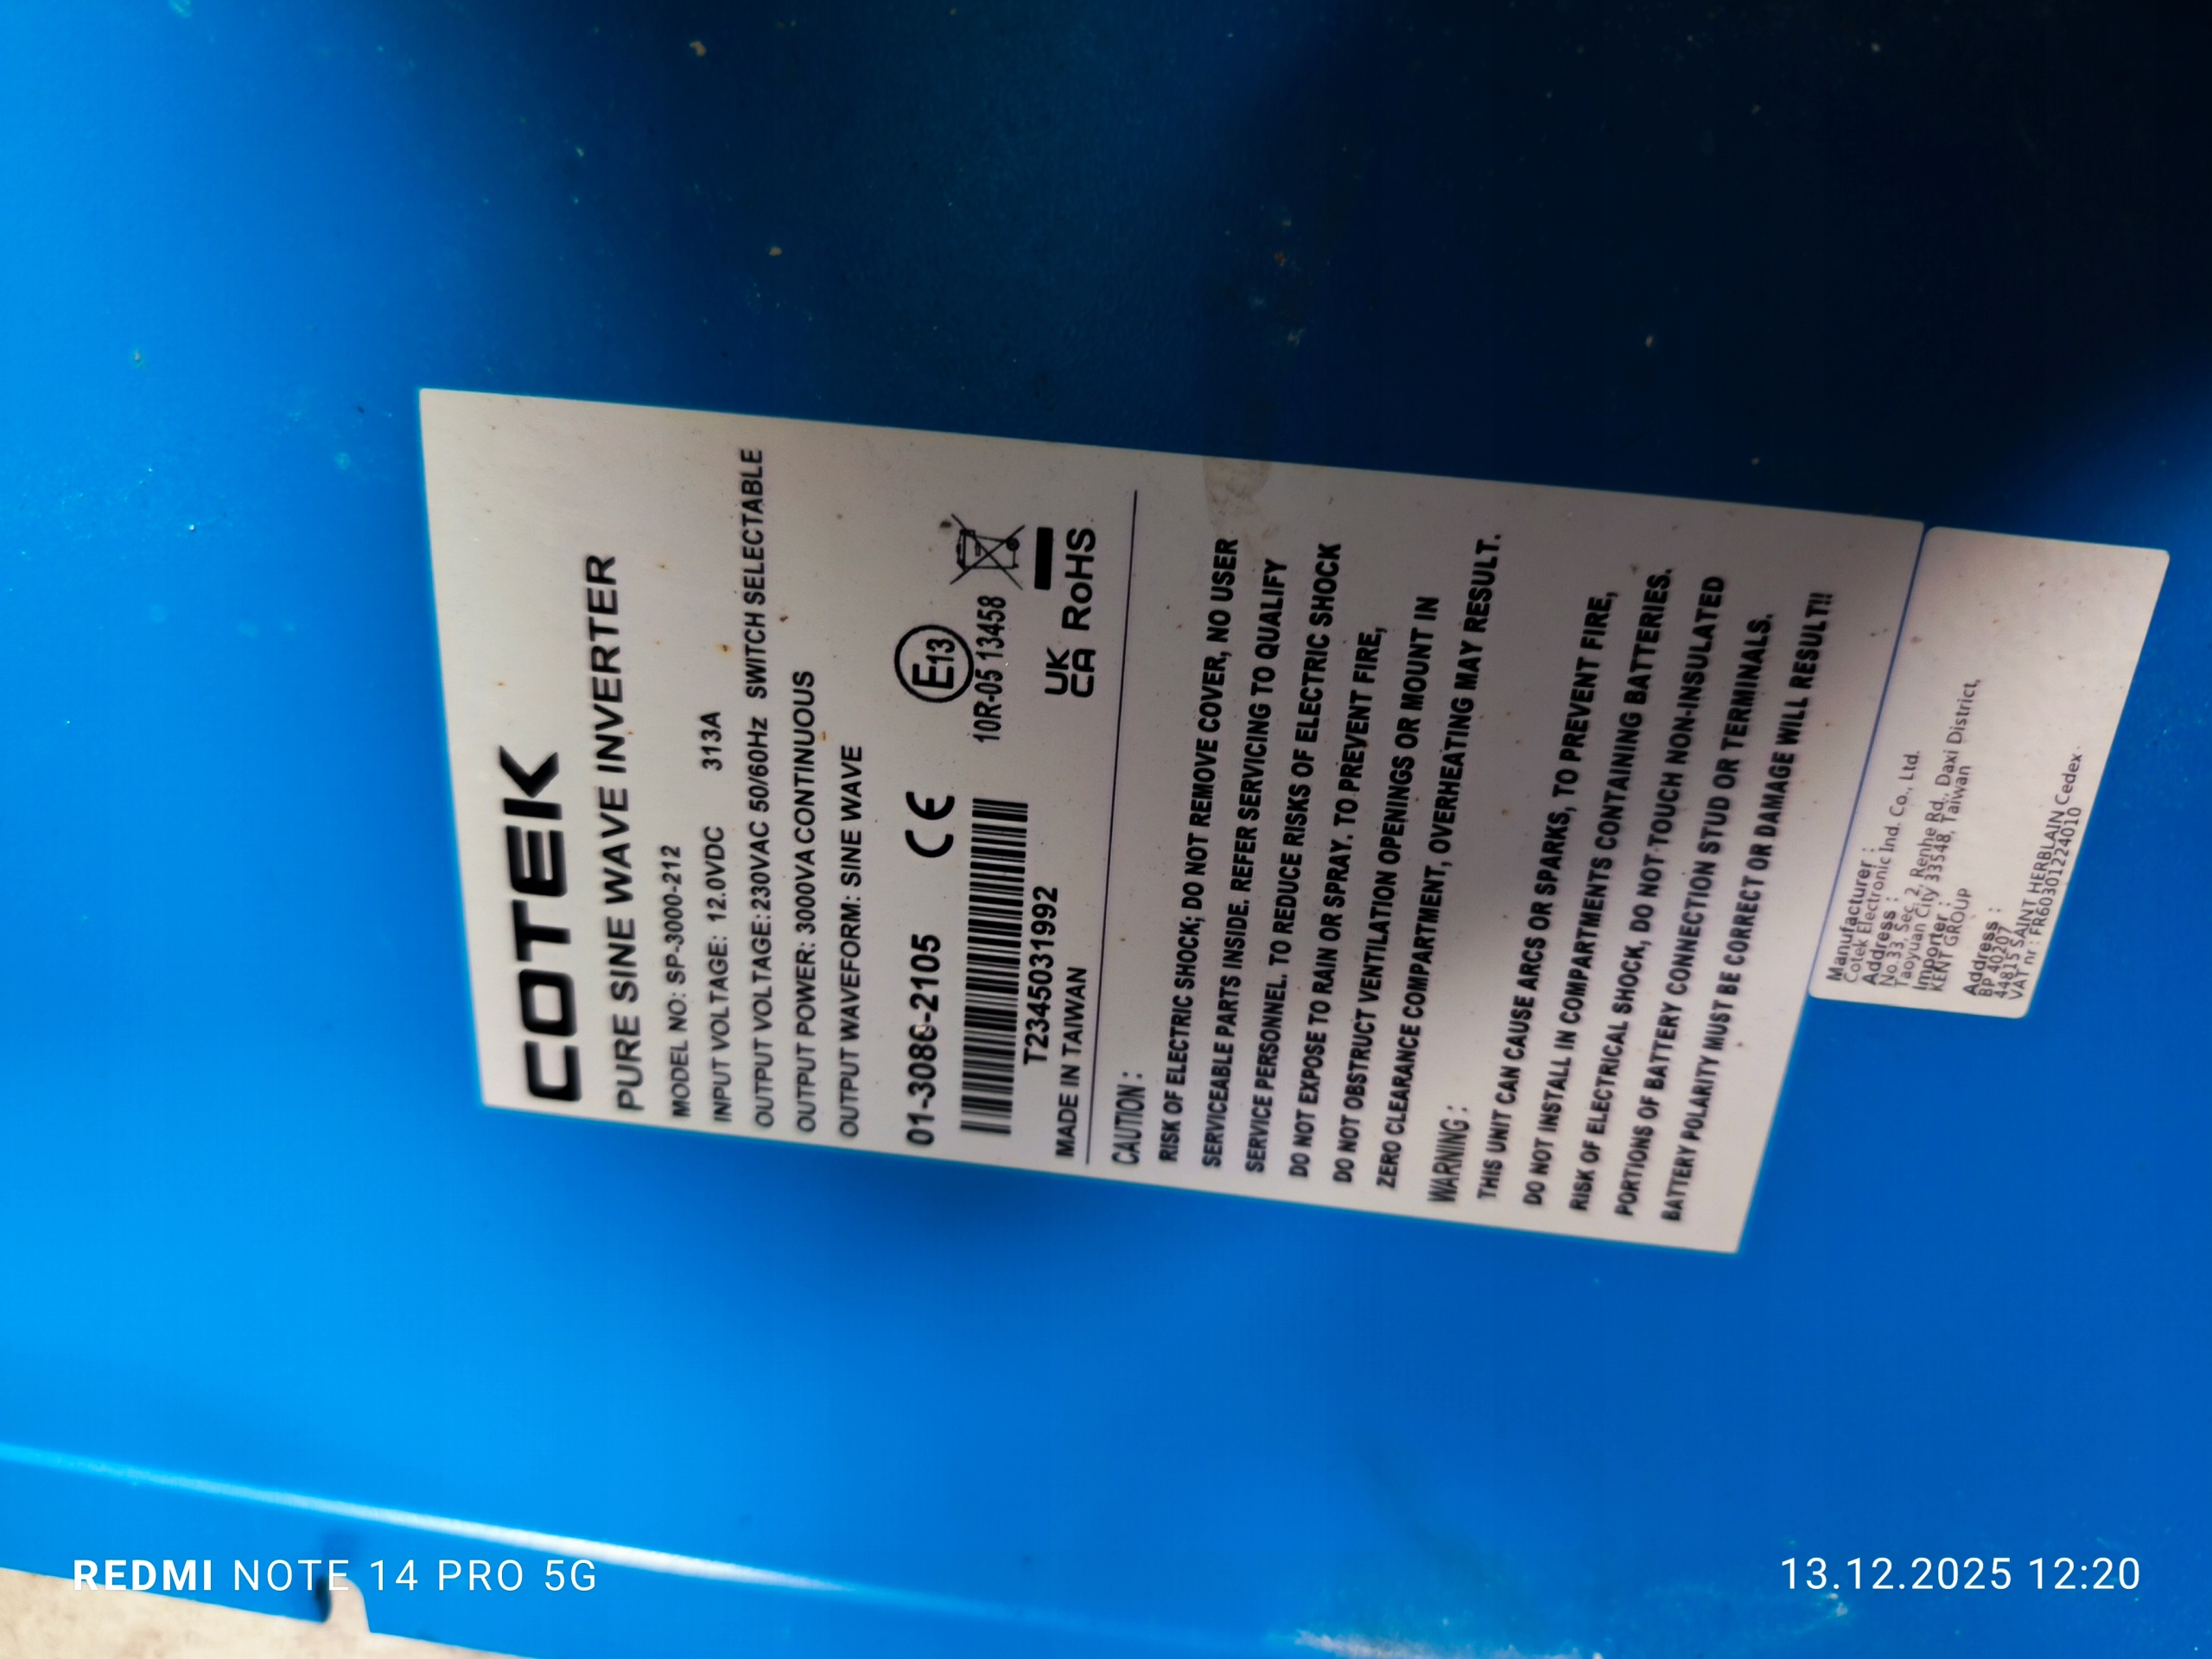 COTEK
PURE SINE WAVE INVERTER
MODEL NO: SP-3000-212
INPUT VOLTAGE: 12.0VDC 313A
OUTPUT VOLTAGE:230VAC 50/60Hz SWITCH SELECTABLE
OUTPUT POWER: 3000VA CONTINUOUS
OUTPUT WAVEFORM: SINE WAVE
01-3086-2105 CE E13
10R-05 13458
T23445031992
UK
CA RoHS
MADE IN TAIWAN
CAUTION :
RISK OF ELECTRIC SHOCK; DO NOT REMOVE COVER, NO USER
SERVICEABLE PARTS INSIDE. REFER SERVICING TO QUALIFY
SERVICE PERSONNEL. TO REDUCE RISKS OF ELECTRIC SHOCK
DO NOT EXPOSE TO RAIN OR SPRAY. TO PREVENT FIRE,
DO NOT OBSTRUCT VENTILATION OPENINGS OR MOUNT IN
ZERO CLEARANCE COMPARTMENT, OVERHEATING MAY RESULT.
WARNING :
THIS UNIT CAN CAUSE ARCS OR SPARKS, TO PREVENT FIRE,
DO NOT INSTALL IN COMPARTMENTS CONTAINING BATTERIES.
RISK OF ELECTRICAL SHOCK, DO NOT TOUCH NON-INSULATED
PORTIONS OF BATTERY CONNECTION STUD OR TERMINALS.
BATTERY POLARITY MUST BE CORRECT OR DAMAGE WILL RESULT!!
Manufacturer :
Cotek Electronic Ind. Co., Ltd.
Address :
No.33, Sec. 2, Renhe Rd., Daxi District,
Taoyuan City 33548, Taiwan
Importer :
KENT GROUP
Address :
BP 40207
44815 SAINT HERBLAIN Cedex
VAT nr : FR60301224010
REDMI NOTE 14 PRO 5G
13.12.2025 12:20